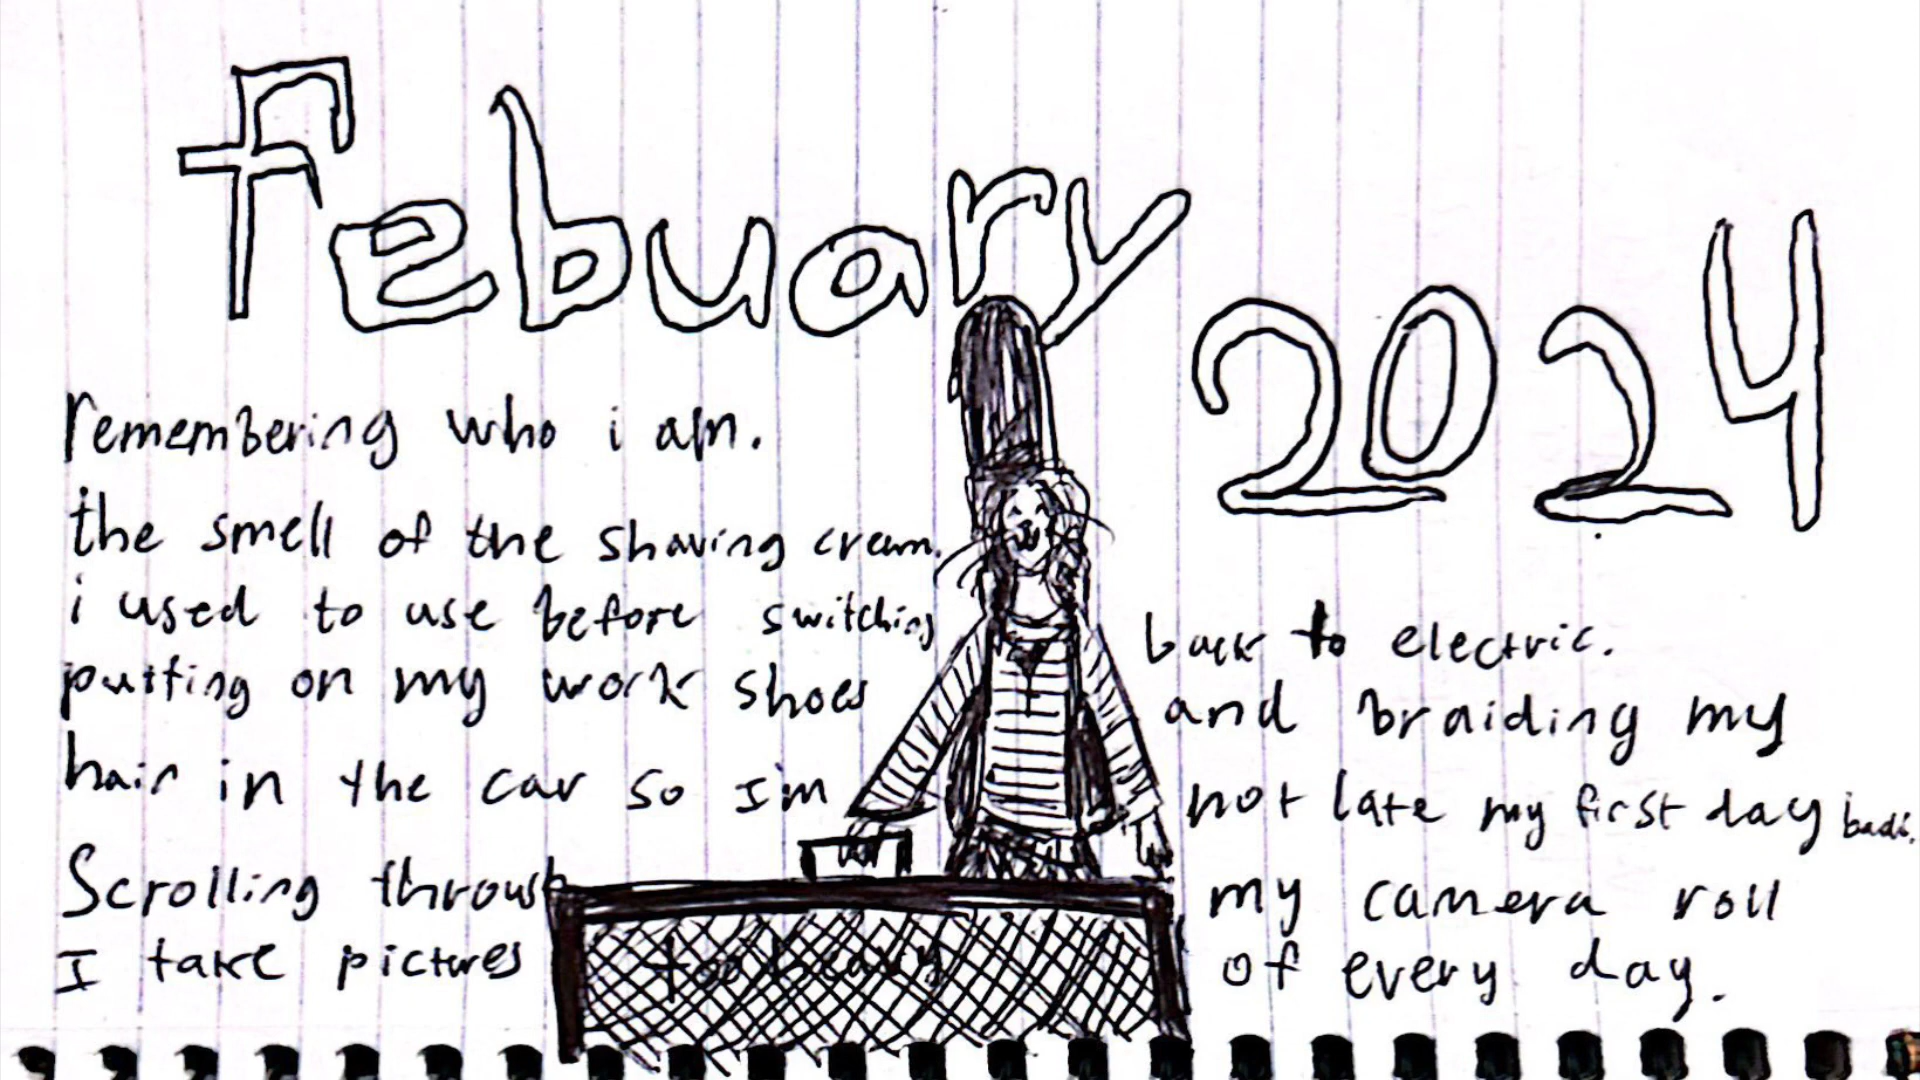 febuary 2024
remembering who i am.
the smell of the shaving cream.
i used to use before switching back to electric.
putting on my work shoes and braiding my
hair in the car so I'm not late my first day back.
Scrolling through my camera roll
I take pictures of every day.
too heavy